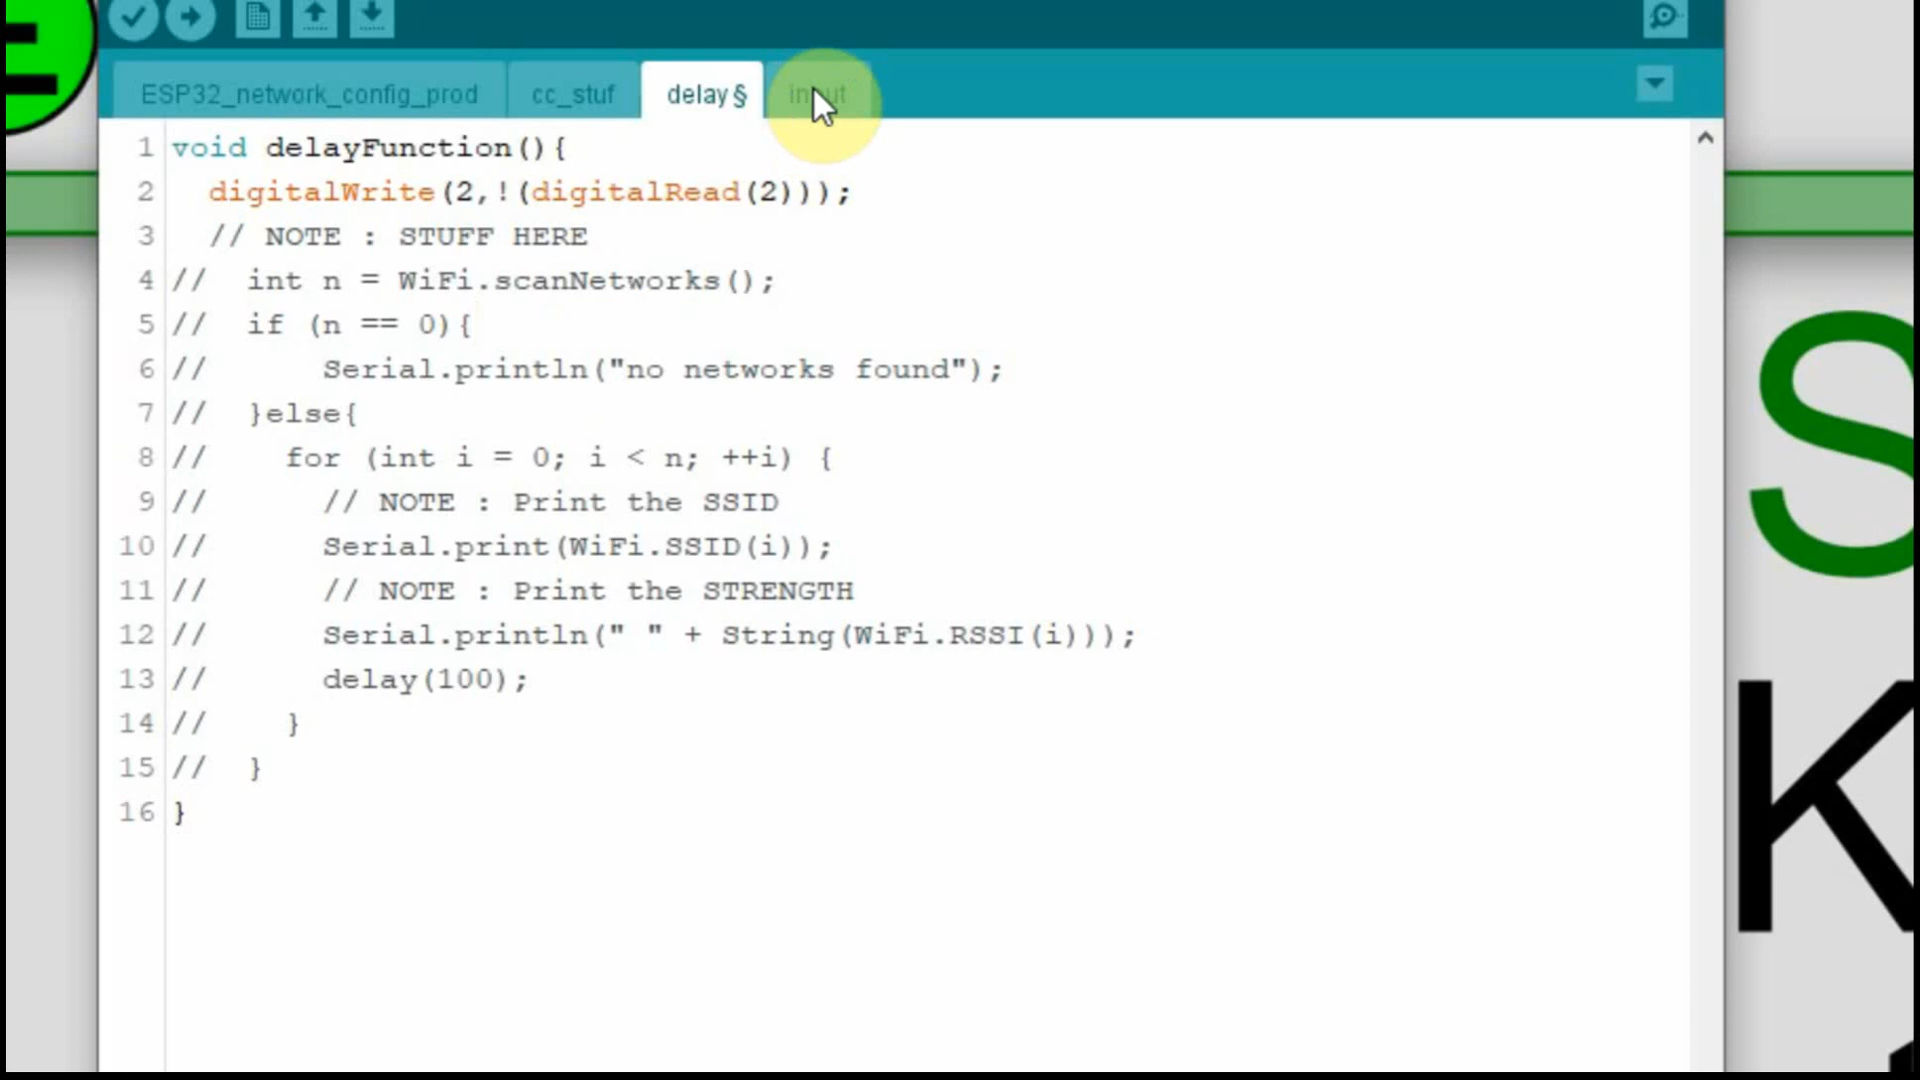 ESP32_network_config_prod cc_stuf delay § input
1 void delayFunction(){
2   digitalWrite(2,!(digitalRead(2)));
3   // NOTE : STUFF HERE
4 //  int n = WiFi.scanNetworks();
5 //  if (n == 0){
6 //      Serial.println("no networks found");
7 //  }else{
8 //    for (int i = 0; i < n; ++i) {
9 //      // NOTE : Print the SSID
10 //      Serial.print(WiFi.SSID(i));
11 //      // NOTE : Print the STRENGTH
12 //      Serial.println(" " + String(WiFi.RSSI(i)));
13 //      delay(100);
14 //    }
15 //  }
16 }
S
K